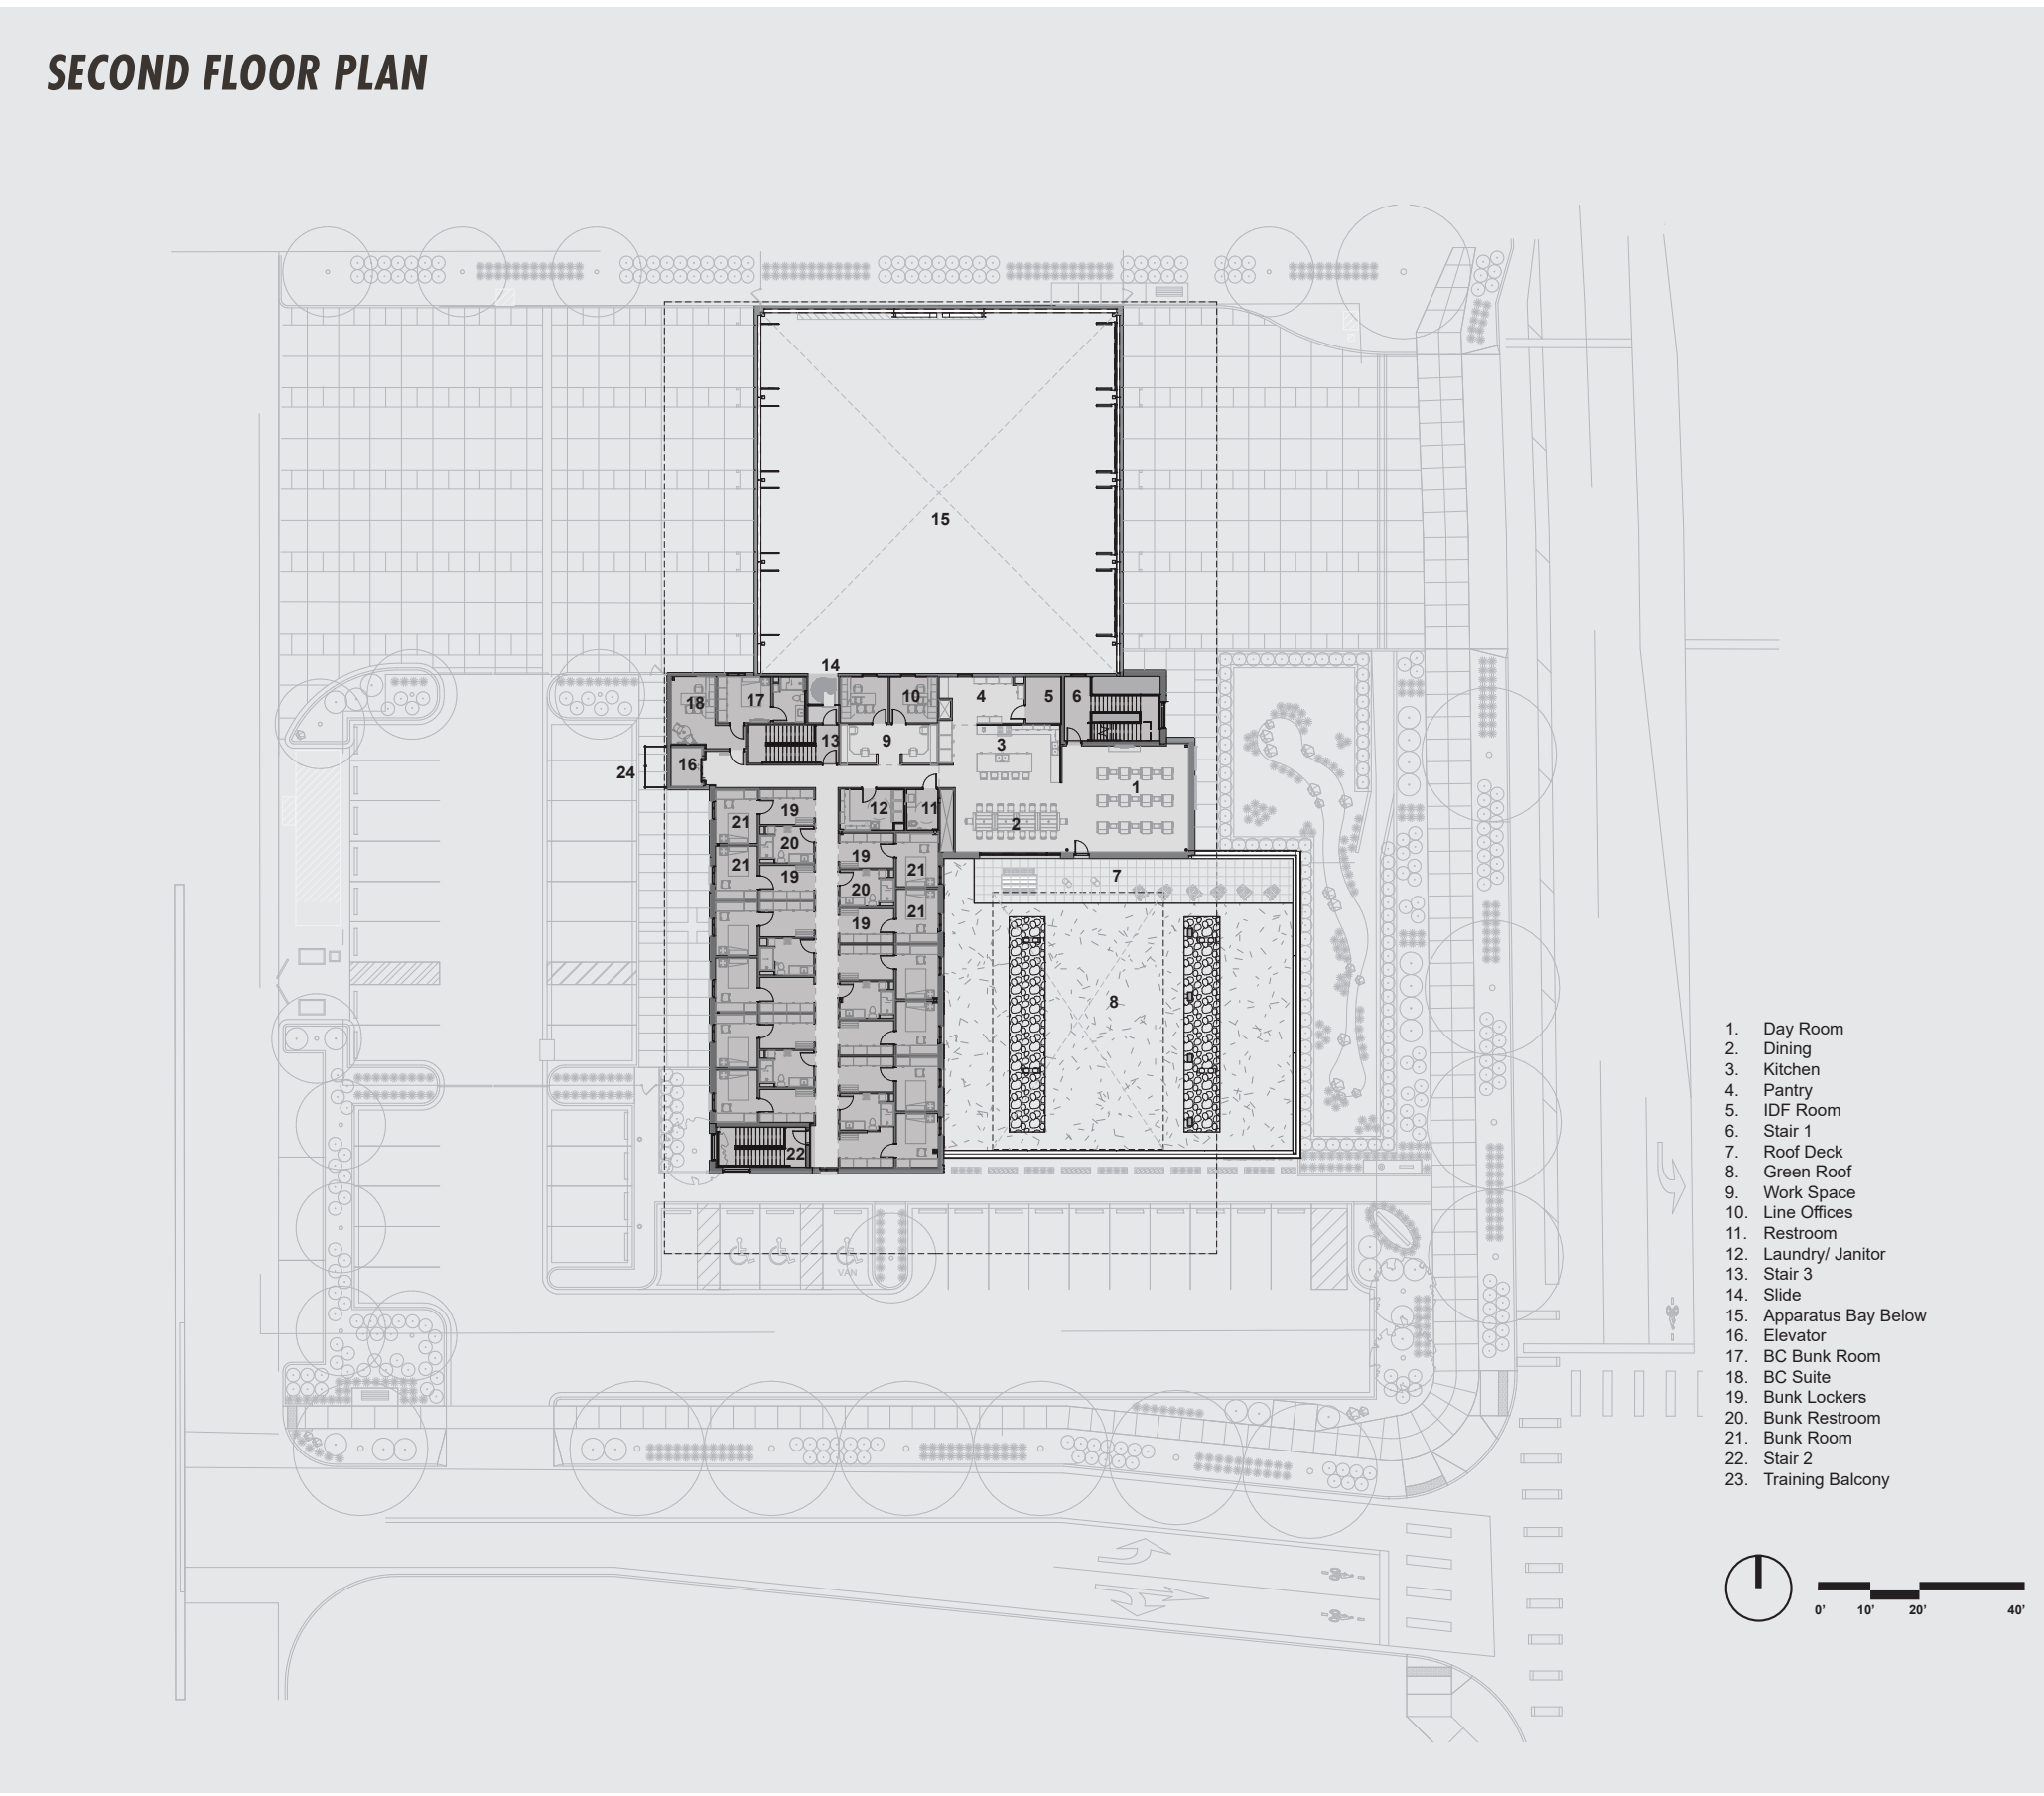 SECOND FLOOR PLAN
15
14
18
17
10
4
5
6
13
9
3
24
16
1
19
12
11
21
2
20
19
21
21
19
7
20
21
19
8
22
VAN
1. Day Room
2. Dining
3. Kitchen
4. Pantry
5. IDF Room
6. Stair 1
7. Roof Deck
8. Green Roof
9. Work Space
10. Line Offices
11. Restroom
12. Laundry/ Janitor
13. Stair 3
14. Slide
15. Apparatus Bay Below
16. Elevator
17. BC Bunk Room
18. BC Suite
19. Bunk Lockers
20. Bunk Restroom
21. Bunk Room
22. Stair 2
23. Training Balcony
0' 10' 20' 40'